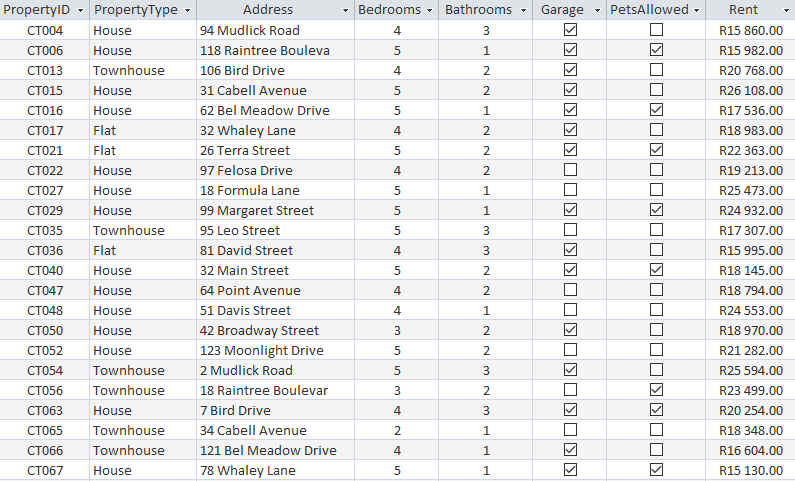 PropertyID PropertyType Address Bedrooms Bathrooms Garage PetsAllowed Rent
CT004 House 94 Mudlick Road 4 3 R15 860.00
CT006 House 118 Raintree Bouleva 5 1 R15 982.00
CT013 Townhouse 106 Bird Drive 4 2 R20 768.00
CT015 House 31 Cabell Avenue 5 2 R26 108.00
CT016 House 62 Bel Meadow Drive 5 1 R17 536.00
CT017 Flat 32 Whaley Lane 4 2 R18 983.00
CT021 Flat 26 Terra Street 5 2 R22 363.00
CT022 House 97 Felosa Drive 4 2 R19 213.00
CT027 House 18 Formula Lane 5 1 R25 473.00
CT029 House 99 Margaret Street 5 1 R24 932.00
CT035 Townhouse 95 Leo Street 5 3 R17 307.00
CT036 Flat 81 David Street 4 3 R15 995.00
CT040 House 32 Main Street 5 2 R18 145.00
CT047 House 64 Point Avenue 4 2 R18 794.00
CT048 House 51 Davis Street 4 1 R24 553.00
CT050 House 42 Broadway Street 3 2 R18 970.00
CT052 House 123 Moonlight Drive 5 2 R21 282.00
CT054 Townhouse 2 Mudlick Road 5 3 R25 594.00
CT056 Townhouse 18 Raintree Boulevar 3 2 R23 499.00
CT063 House 7 Bird Drive 4 3 R20 254.00
CT065 Townhouse 34 Cabell Avenue 2 1 R18 348.00
CT066 Townhouse 121 Bel Meadow Drive 4 1 R16 604.00
CT067 House 78 Whaley Lane 5 1 R15 130.00